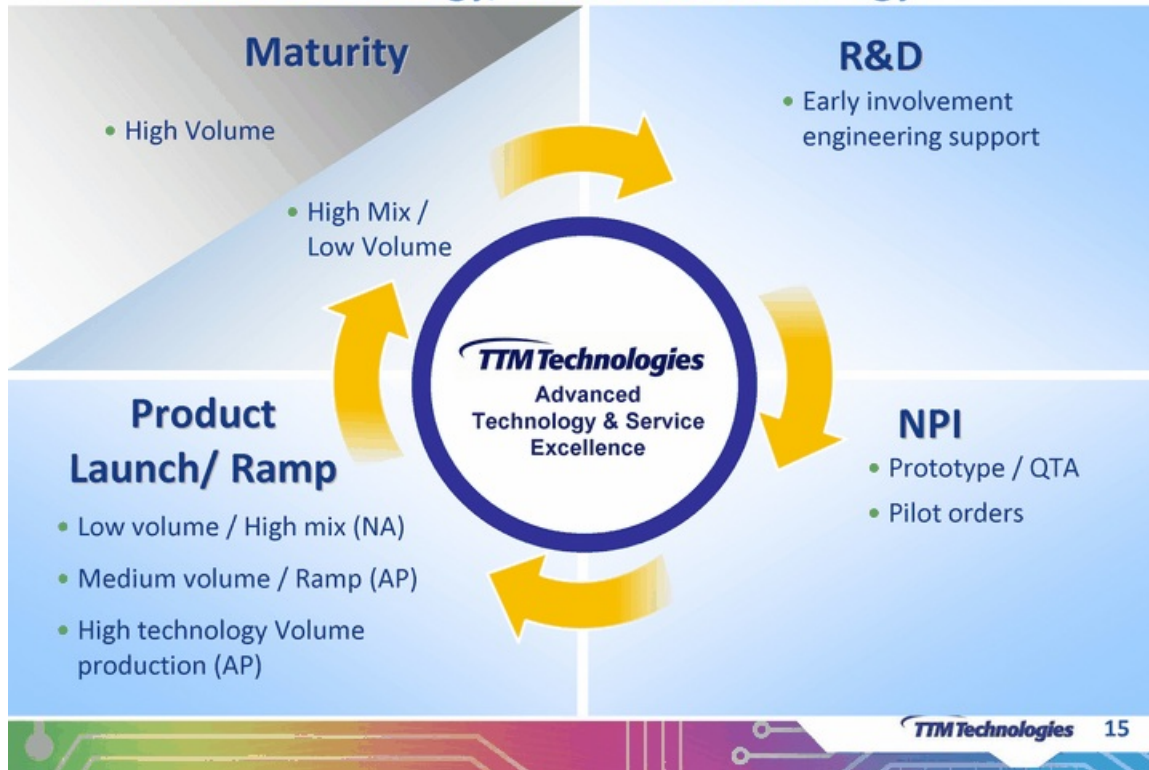 Maturity
• High Volume
• High Mix /
Low Volume
R&D
• Early involvement
engineering support
TTM Technologies
Advanced
Technology & Service
Excellence
Product
Launch/ Ramp
• Low volume / High mix (NA)
• Medium volume / Ramp (AP)
• High technology Volume
production (AP)
NPI
• Prototype / QTA
• Pilot orders
TTM Technologies 15